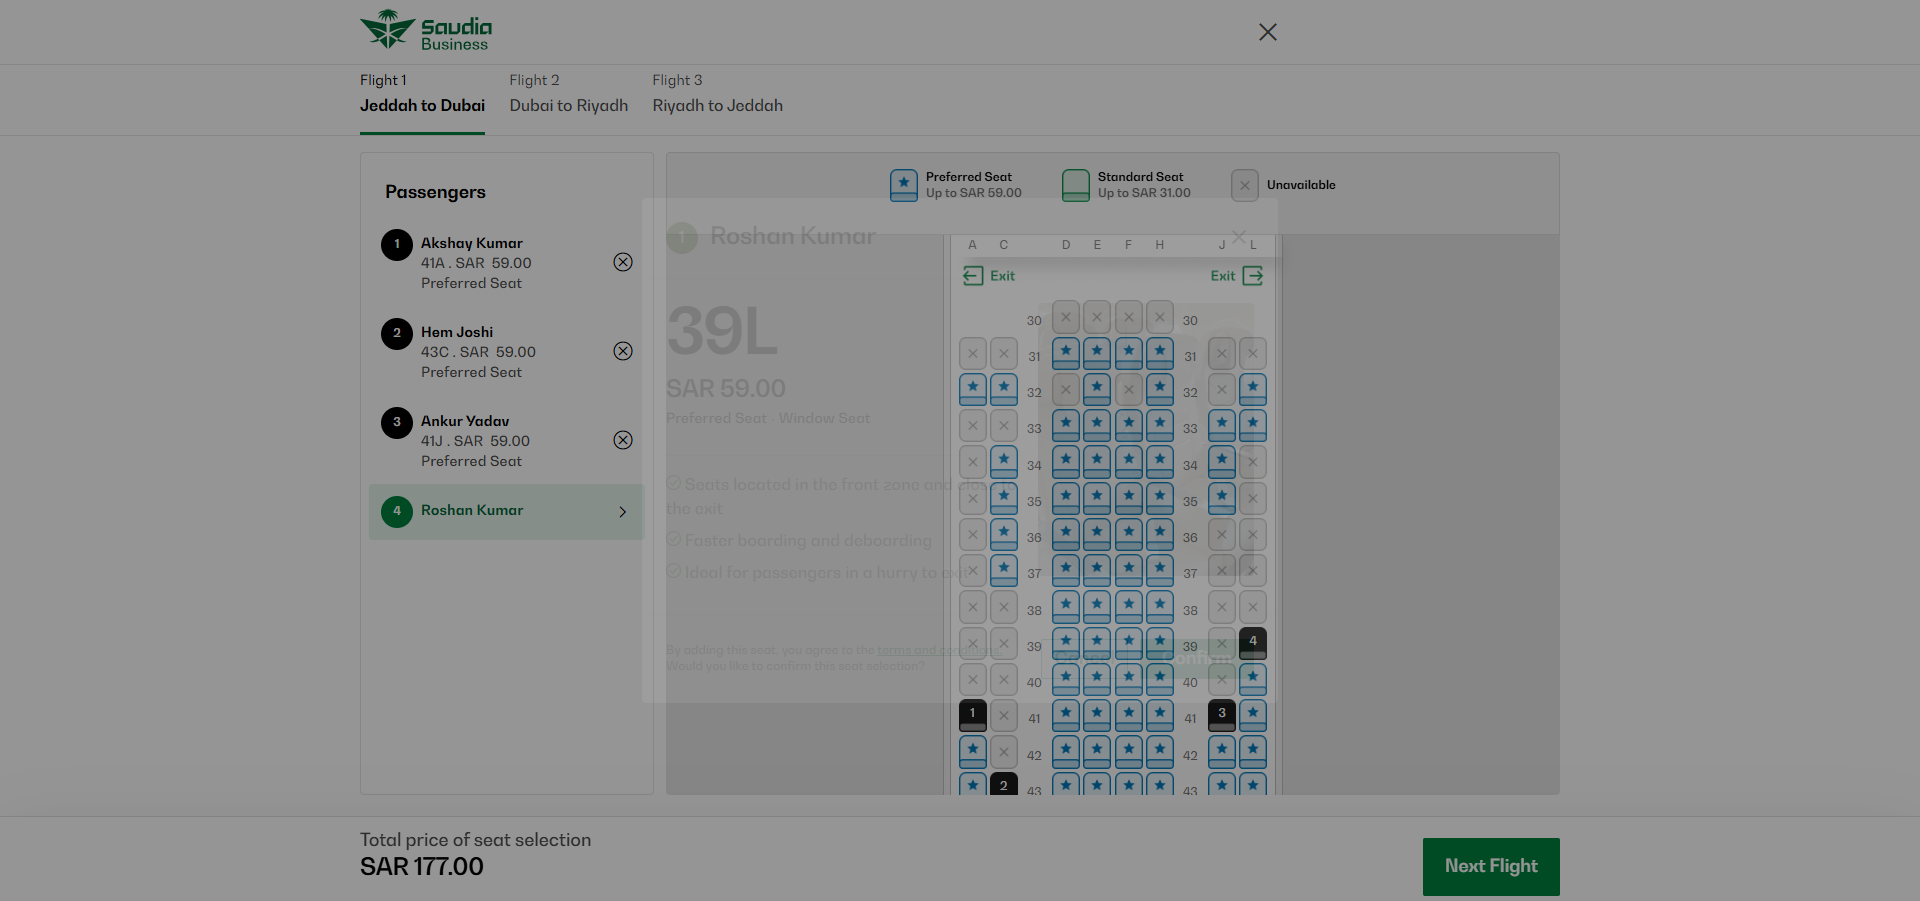 Saudia
Business
Flight 1
Jeddah to Dubai
Flight 2
Dubai to Riyadh
Flight 3
Riyadh to Jeddah
Passengers
1
Akshay Kumar
41A . SAR 59.00
Preferred Seat
2
Hem Joshi
43C . SAR 59.00
Preferred Seat
3
Ankur Yadav
41J . SAR 59.00
Preferred Seat
4
Roshan Kumar
Preferred Seat
Up to SAR 59.00
Standard Seat
Up to SAR 31.00
Unavailable
1 Roshan Kumar
39L
SAR 59.00
Preferred Seat · Window Seat
Seats located in the front zone and close to
the exit
Faster boarding and deboarding
Ideal for passengers in a hurry to exit
By adding this seat, you agree to the terms and conditions.
Would you like to confirm this seat selection?
Cancel
Confirm
A C D E F H J L
Exit Exit
30 30
31 31
32 32
33 33
34 34
35 35
36 36
37 37
38 38
39 39 4
40 40
1 41 41 3
42 42
2 43 43
Total price of seat selection
SAR 177.00
Next Flight